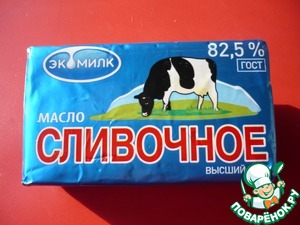 ЭКОМИЛК
82,5 %
ГОСТ
МАСЛО
СЛИВОЧНОЕ
ВЫСШИЙ
ПОВАРЁНОК.РУ